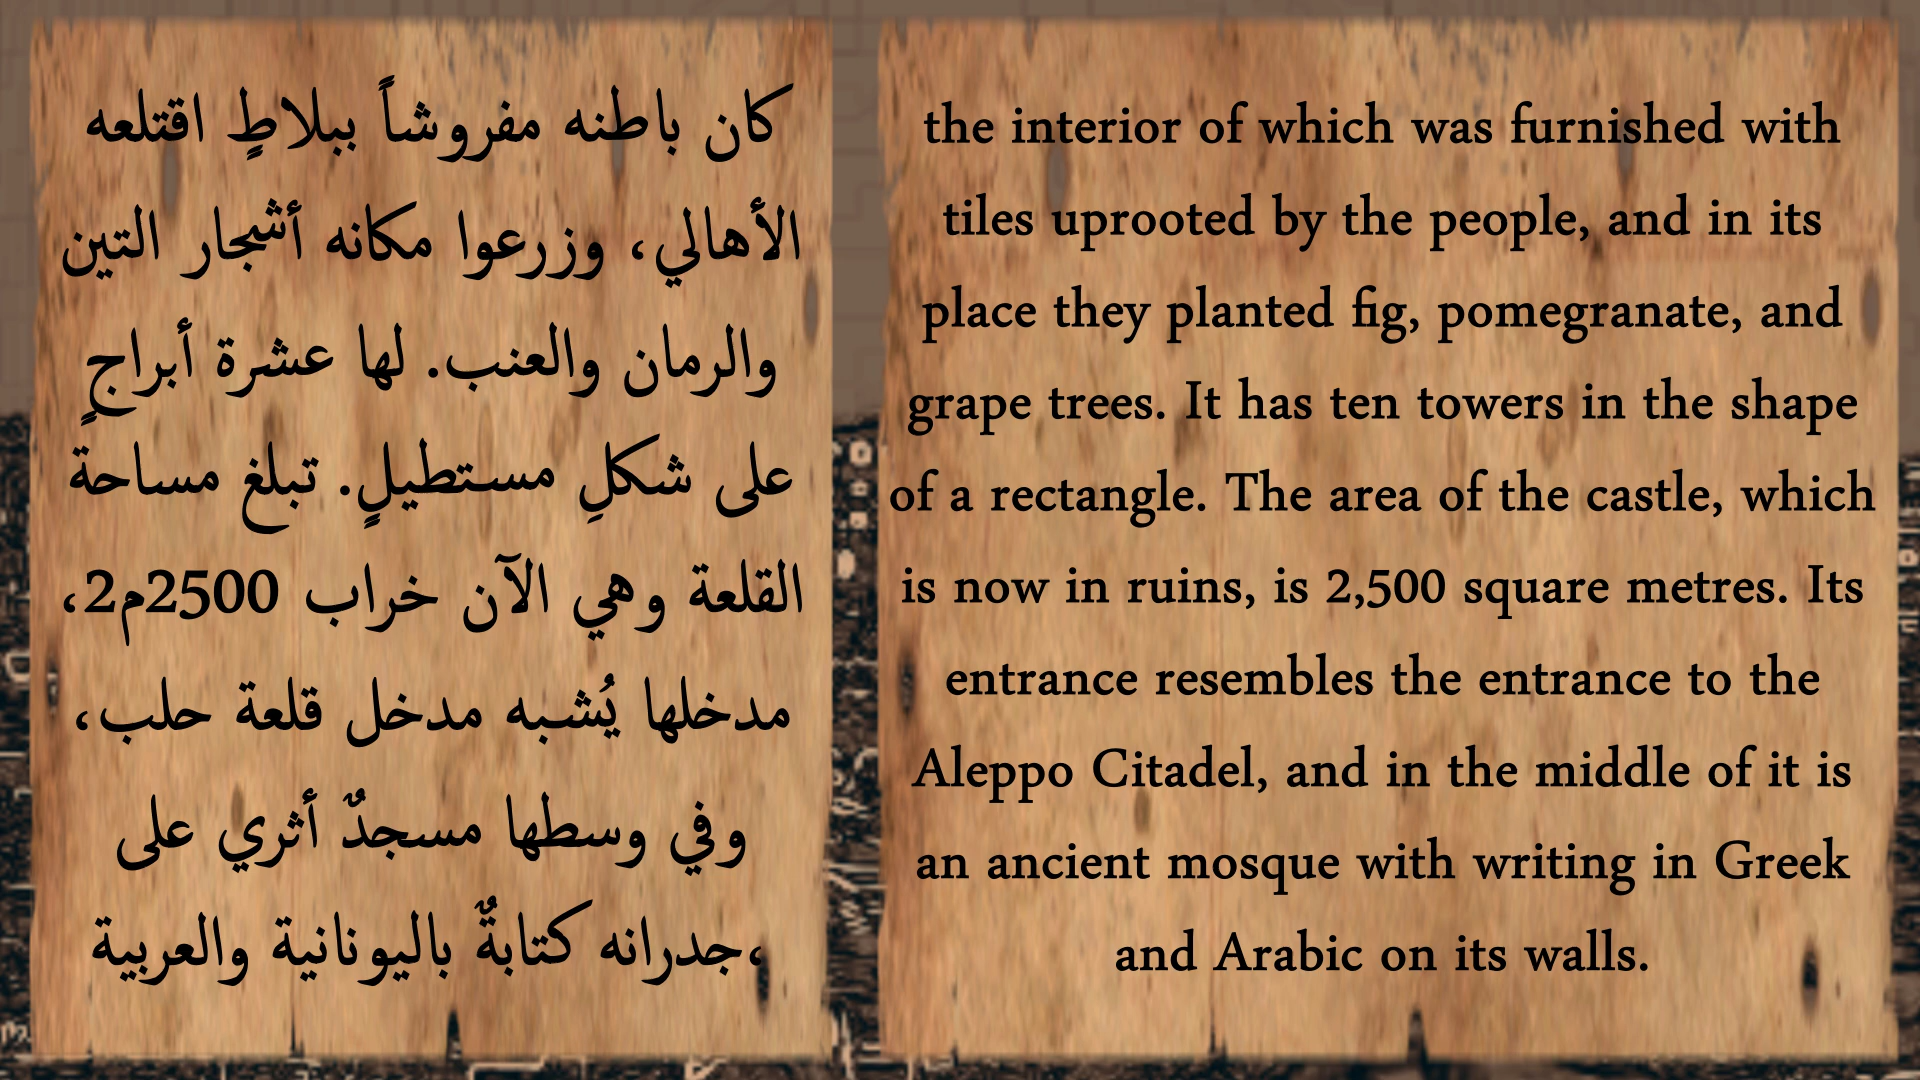 كان باطنه مفروشاً ببلاطٍ اقتلعه
الأهالي، وزرعوا مكانه أشجار التين
والرمان والعنب. لها عشرة أبراجٍ
على شكلِ مستطيلٍ. تبلغ مساحة
القلعة وهي الآن خراب 2500م2،
مدخلها يُشبه مدخل قلعة حلب،
وفي وسطها مسجدٌ أثري على
،جدرانه كتابةٌ باليونانية والعربية
the interior of which was furnished with
tiles uprooted by the people, and in its
place they planted fig, pomegranate, and
grape trees. It has ten towers in the shape
of a rectangle. The area of the castle, which
is now in ruins, is 2,500 square metres. Its
entrance resembles the entrance to the
Aleppo Citadel, and in the middle of it is
an ancient mosque with writing in Greek
and Arabic on its walls.